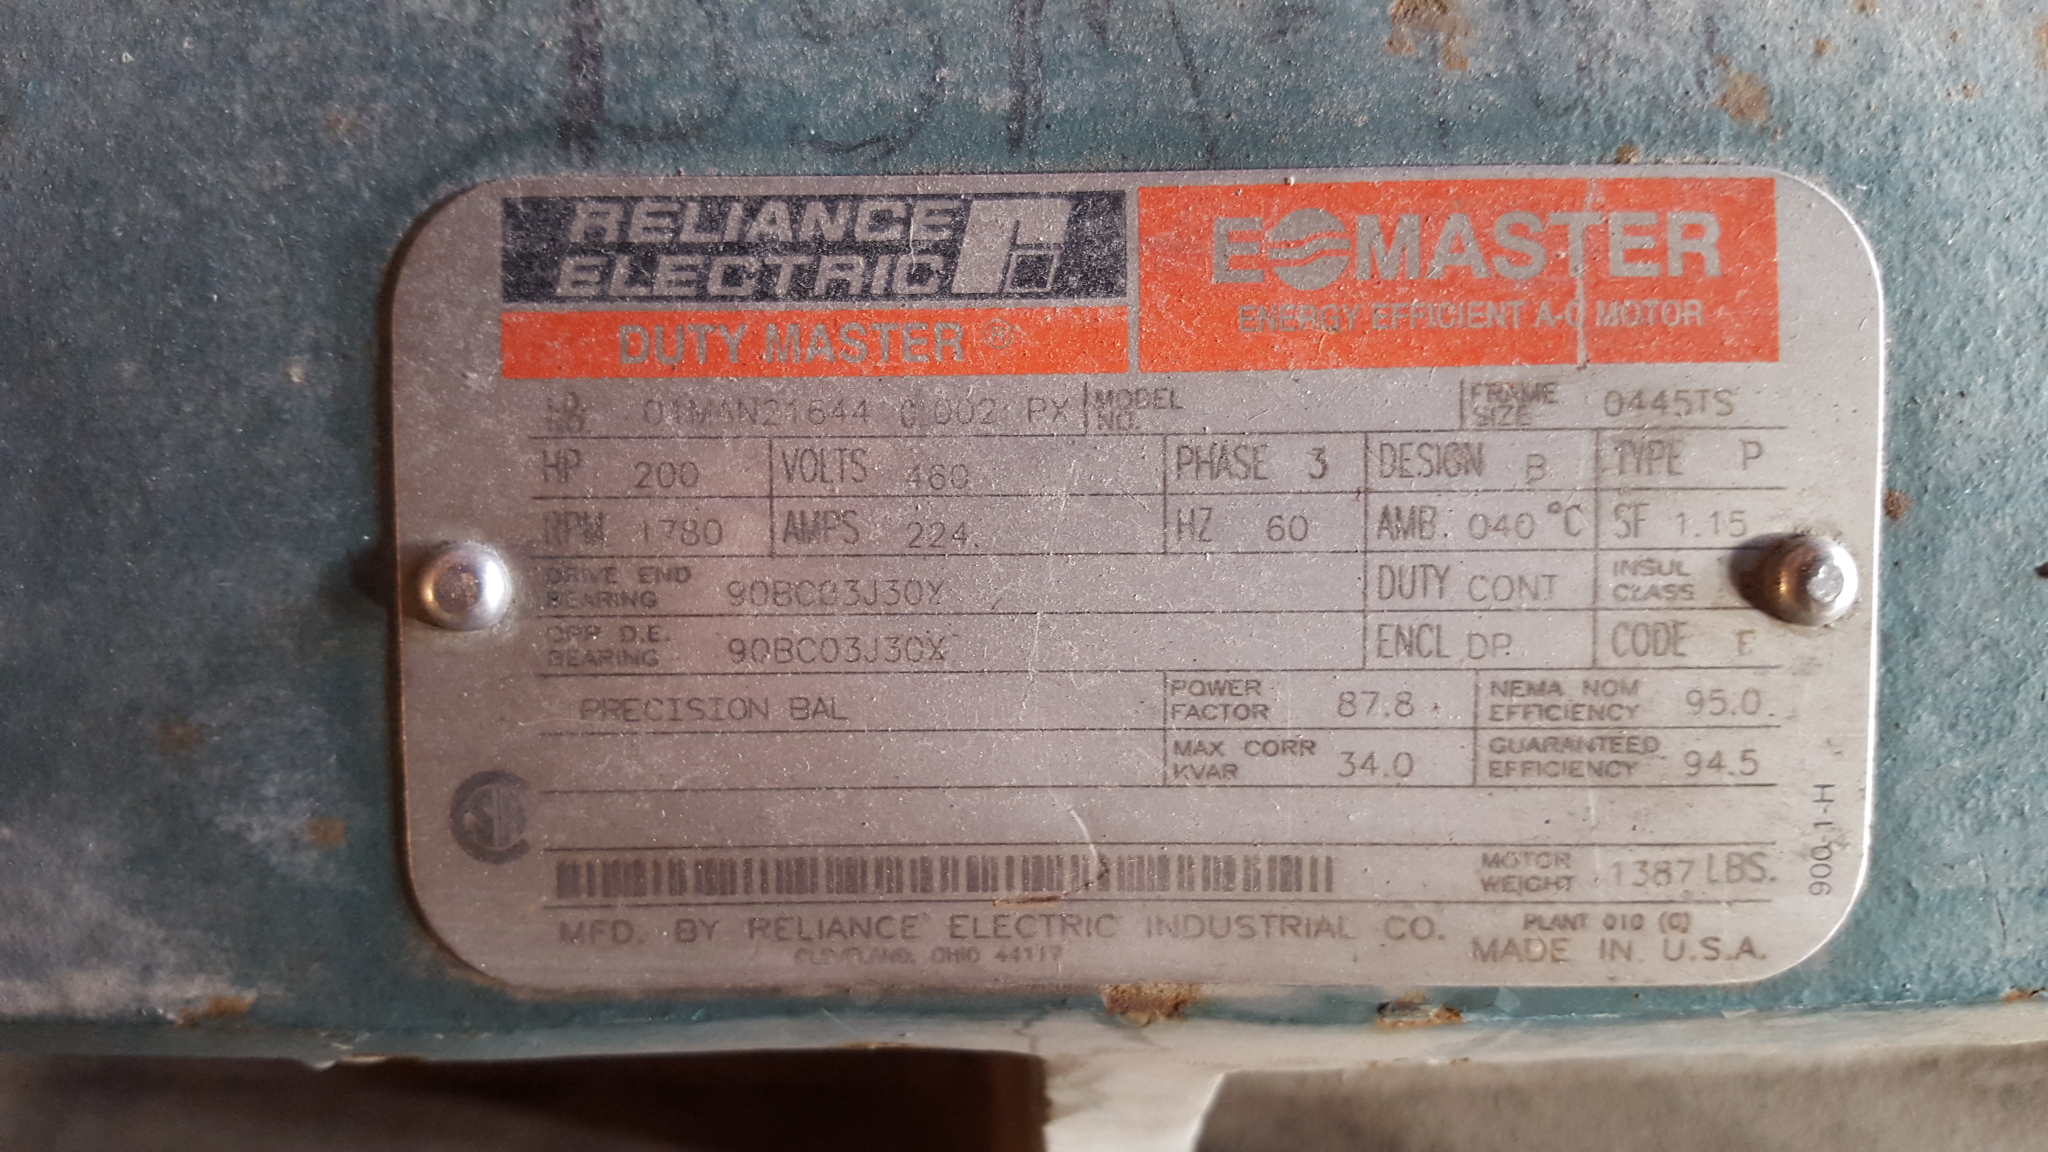 RELIANCE
ELECTRIC
DUTY MASTER ®
E MASTER
ENERGY EFFICIENT A-C MOTOR
I.D. NO. 01MAN21644 G 002 PX MODEL NO. FRAME SIZE 0445TS
HP 200 VOLTS 460 PHASE 3 DESIGN B TYPE P
RPM 1780 AMPS 224. HZ 60 AMB. 040 °C SF 1.15
DRIVE END BEARING 90BC03J30X DUTY CONT INSUL CLASS
OPP D.E. BEARING 90BC03J30X ENCL DP CODE F
PRECISION BAL POWER FACTOR 87.8 NEMA NOM EFFICIENCY 95.0
MAX CORR KVAR 34.0 GUARANTEED EFFICIENCY 94.5
MOTOR WEIGHT 1387 LBS.
900.1-H
MFD. BY RELIANCE ELECTRIC INDUSTRIAL CO. PLANT 010 (G)
CLEVELAND, OHIO 44117 MADE IN U.S.A.